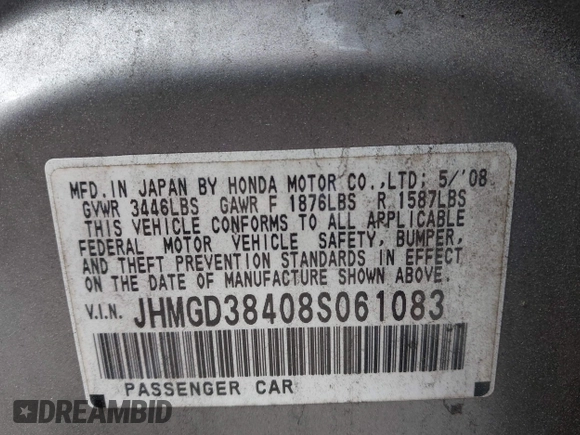 MFD.IN JAPAN BY HONDA MOTOR CO.,LTD; 5/'08
GVWR 3446LBS GAWR F 1876LBS R 1587LBS
THIS VEHICLE CONFORMS TO ALL APPLICABLE
FEDERAL MOTOR VEHICLE SAFETY, BUMPER,
AND THEFT PREVENTION STANDARDS IN EFFECT
ON THE DATE OF MANUFACTURE SHOWN ABOVE.
V.I.N. JHMGD38408S061083
PASSENGER CAR
DREAMBID